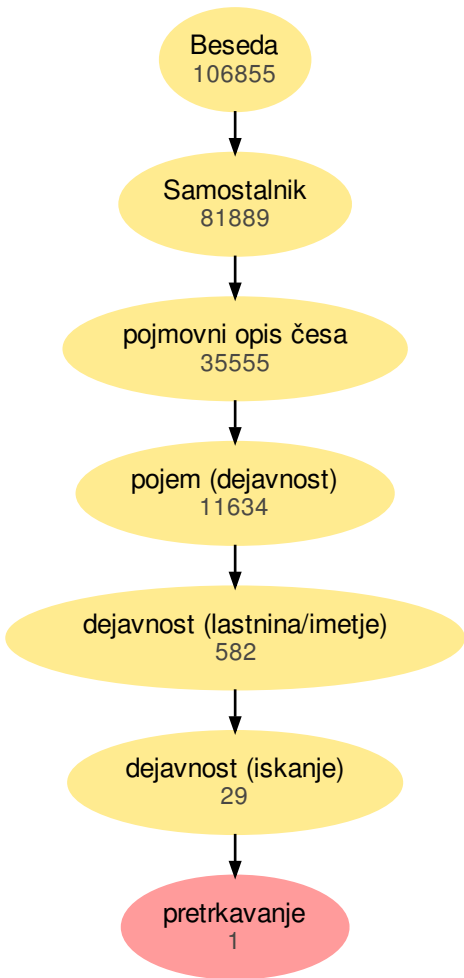 Beseda
106855
Samostalnik
81889
pojmovni opis česa
35555
pojem (dejavnost)
11634
dejavnost (lastnina/imetje)
582
dejavnost (iskanje)
29
pretrkavanje
1